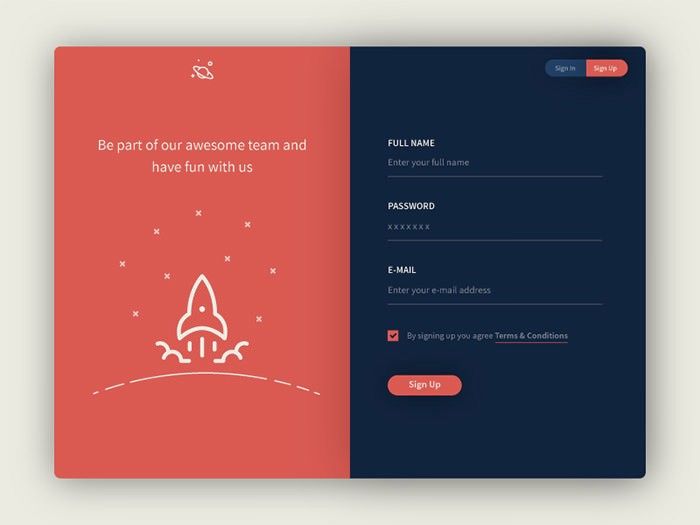 Sign In
Sign Up
Be part of our awesome team and
have fun with us
FULL NAME
Enter your full name
PASSWORD
x x x x x x x
E-MAIL
Enter your e-mail address
By signing up you agree Terms & Conditions
Sign Up